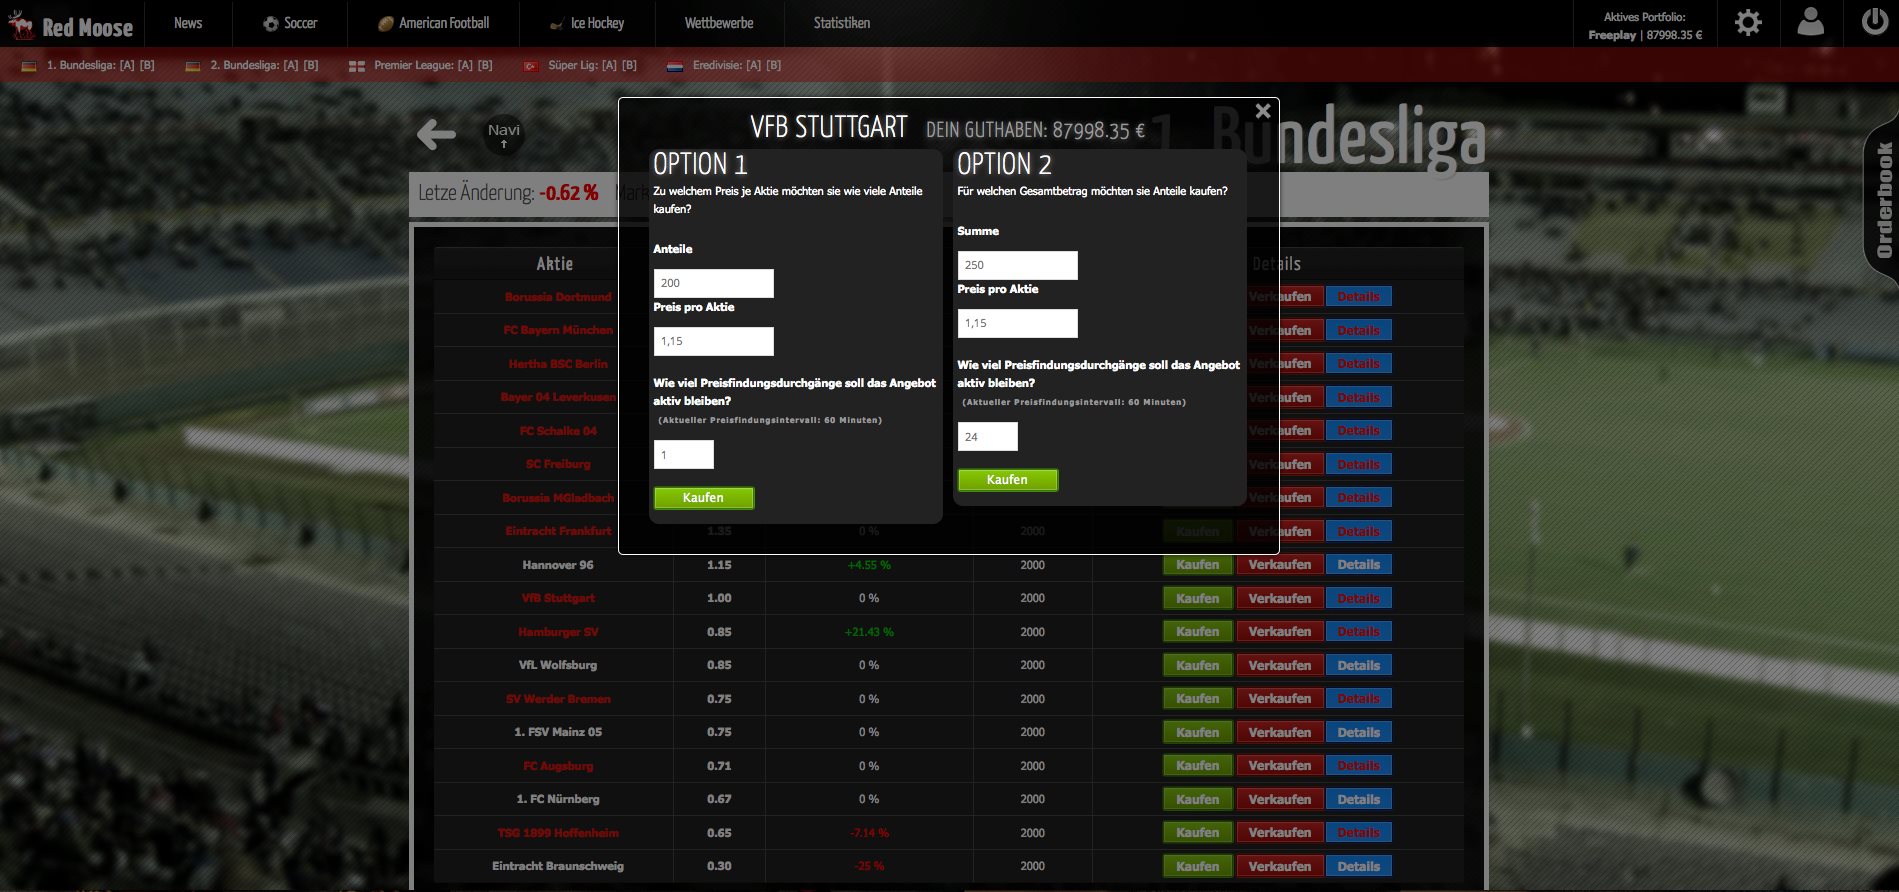 Red Moose
News
Soccer
American Football
Ice Hockey
Wettbewerbe
Statistiken
Aktives Portfolio:
Freeplay | 87998.35 €
1. Bundesliga: [A] [B]
2. Bundesliga: [A] [B]
Premier League: [A] [B]
Süper Lig: [A] [B]
Eredivisie: [A] [B]
Navi
↑
1. Bundesliga
Orderbook
Letze Änderung: -0.62 %
VFB STUTTGART DEIN GUTHABEN: 87998.35 €
OPTION 1
Zu welchem Preis je Aktie möchten sie wie viele Anteile
kaufen?
Anteile
200
Preis pro Aktie
1,15
Wie viel Preisfindungsdurchgänge soll das Angebot
aktiv bleiben?
(Aktueller Preisfindungsintervall: 60 Minuten)
1
Kaufen
OPTION 2
Für welchen Gesamtbetrag möchten sie Anteile kaufen?
Summe
250
Preis pro Aktie
1,15
Wie viel Preisfindungsdurchgänge soll das Angebot
aktiv bleiben?
(Aktueller Preisfindungsintervall: 60 Minuten)
24
Kaufen
Aktie Details
Borussia Dortmund Verkaufen Details
FC Bayern München Verkaufen Details
Hertha BSC Berlin Verkaufen Details
Bayer 04 Leverkusen Verkaufen Details
FC Schalke 04 Verkaufen Details
SC Freiburg Verkaufen Details
Borussia MGladbach Verkaufen Details
Eintracht Frankfurt 1.35 0 % 2000 Kaufen Verkaufen Details
Hannover 96 1.15 +4.55 % 2000 Kaufen Verkaufen Details
VfB Stuttgart 1.00 0 % 2000 Kaufen Verkaufen Details
Hamburger SV 0.85 +21.43 % 2000 Kaufen Verkaufen Details
VfL Wolfsburg 0.85 0 % 2000 Kaufen Verkaufen Details
SV Werder Bremen 0.75 0 % 2000 Kaufen Verkaufen Details
1. FSV Mainz 05 0.75 0 % 2000 Kaufen Verkaufen Details
FC Augsburg 0.71 0 % 2000 Kaufen Verkaufen Details
1. FC Nürnberg 0.67 0 % 2000 Kaufen Verkaufen Details
TSG 1899 Hoffenheim 0.65 -7.14 % 2000 Kaufen Verkaufen Details
Eintracht Braunschweig 0.30 -25 % 2000 Kaufen Verkaufen Details